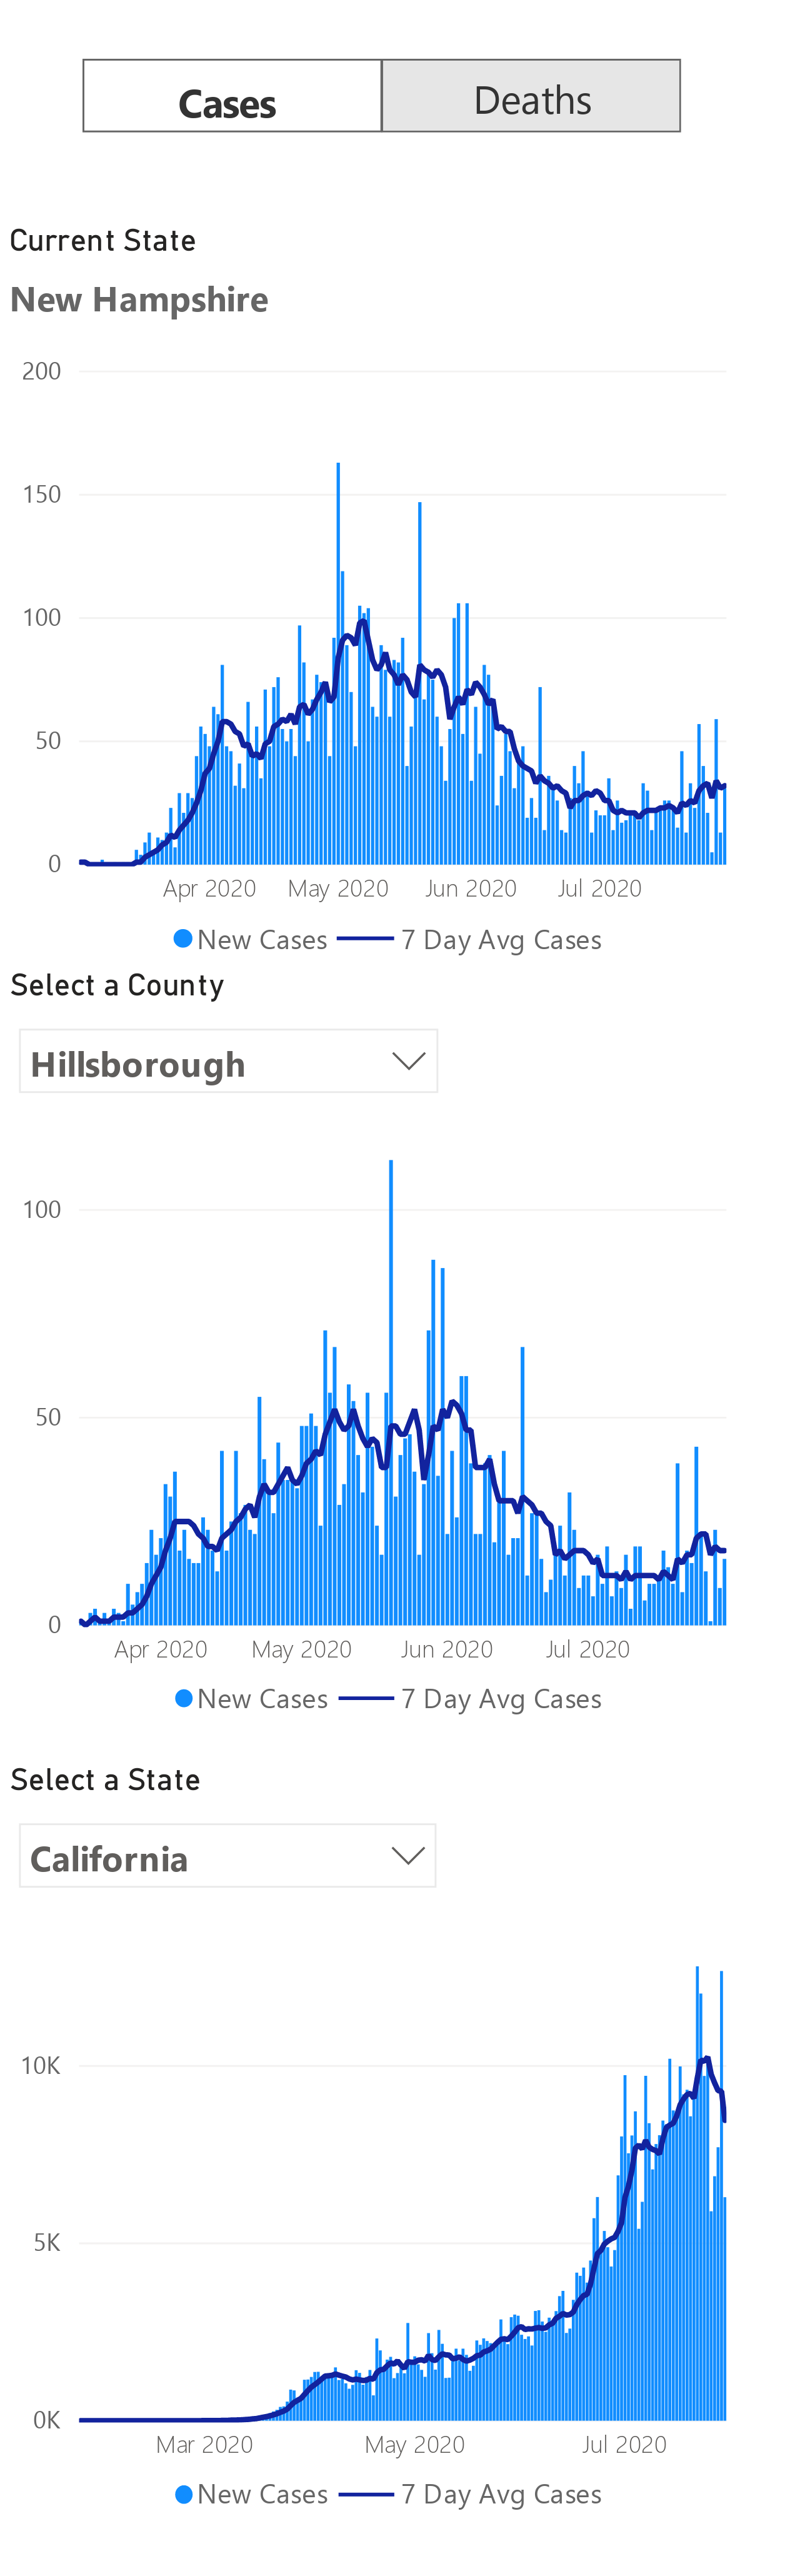 Cases Deaths
Current State
New Hampshire
200
150
100
50
0
Apr 2020 May 2020 Jun 2020 Jul 2020
New Cases 7 Day Avg Cases
Select a County
Hillsborough
100
50
0
Apr 2020 May 2020 Jun 2020 Jul 2020
New Cases 7 Day Avg Cases
Select a State
California
10K
5K
0K
Mar 2020 May 2020 Jul 2020
New Cases 7 Day Avg Cases